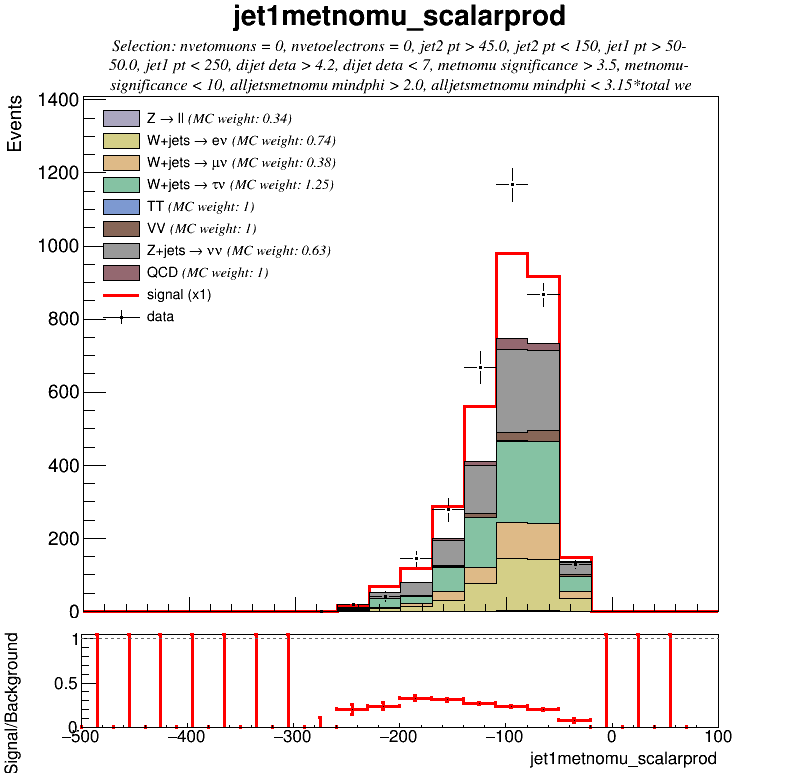 jet1metnomu_scalarprod
Selection: nvetomuons = 0, nvetoelectrons = 0, jet2 pt > 45.0, jet2 pt < 150, jet1 pt > 50-
50.0, jet1 pt < 250, dijet deta > 4.2, dijet deta < 7, metnomu significance > 3.5, metnomu-
significance < 10, alljetsmetnomu mindphi > 2.0, alljetsmetnomu mindphi < 3.15*total we
Events
1400
1200
1000
800
600
400
200
0
Z → ll (MC weight: 0.34)
W+jets → eν (MC weight: 0.74)
W+jets → μν (MC weight: 0.38)
W+jets → τν (MC weight: 1.25)
TT (MC weight: 1)
VV (MC weight: 1)
Z+jets → νν (MC weight: 0.63)
QCD (MC weight: 1)
signal (x1)
data
Signal/Background
1
0.5
0
−500 −400 −300 −200 −100 0 100
jet1metnomu_scalarprod